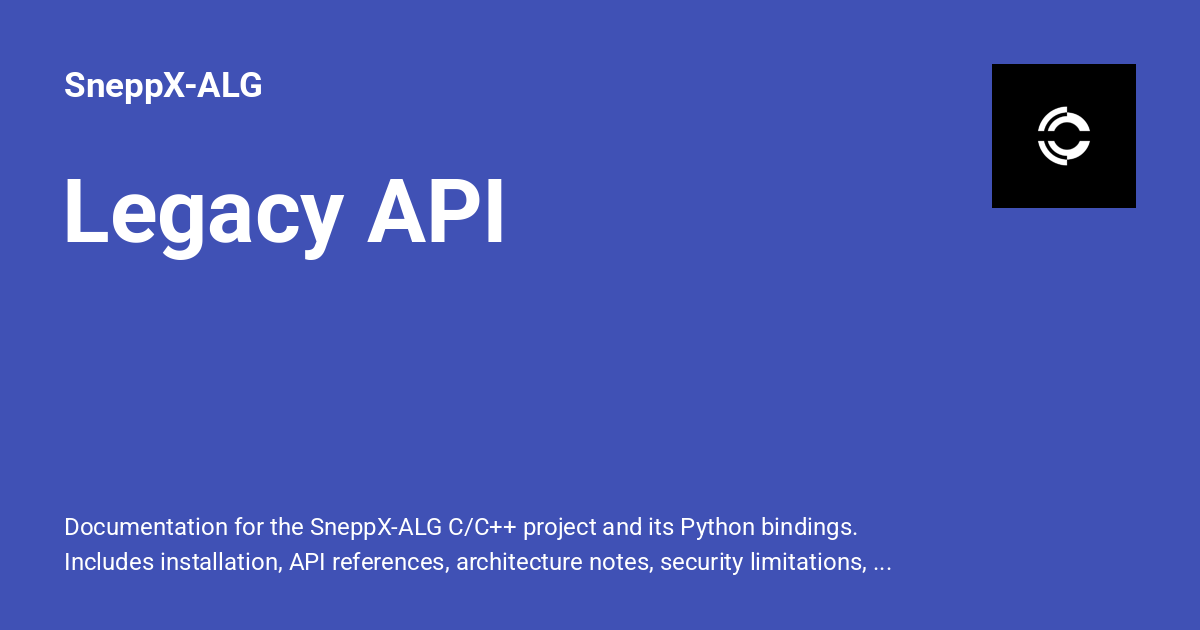 SneppX-ALG
Legacy API
Documentation for the SneppX-ALG C/C++ project and its Python bindings.
Includes installation, API references, architecture notes, security limitations, ...